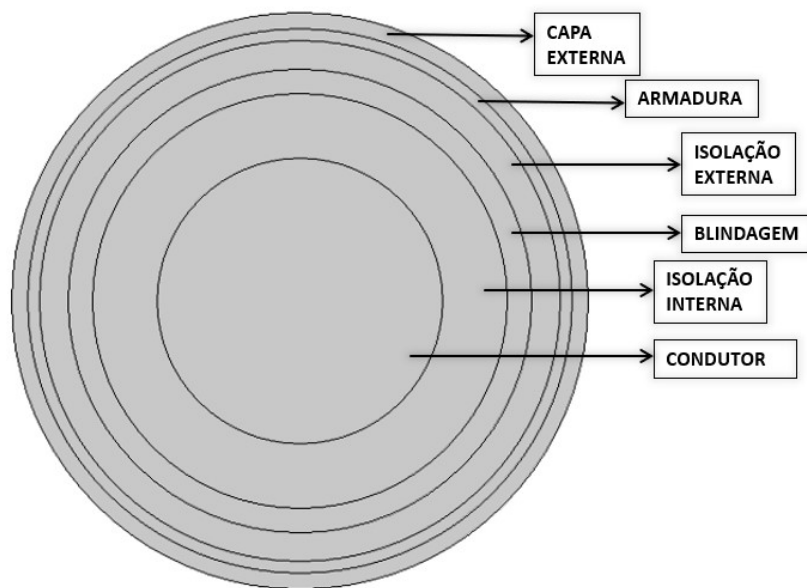 CAPA
EXTERNA
ARMADURA
ISOLAÇÃO
EXTERNA
BLINDAGEM
ISOLAÇÃO
INTERNA
CONDUTOR